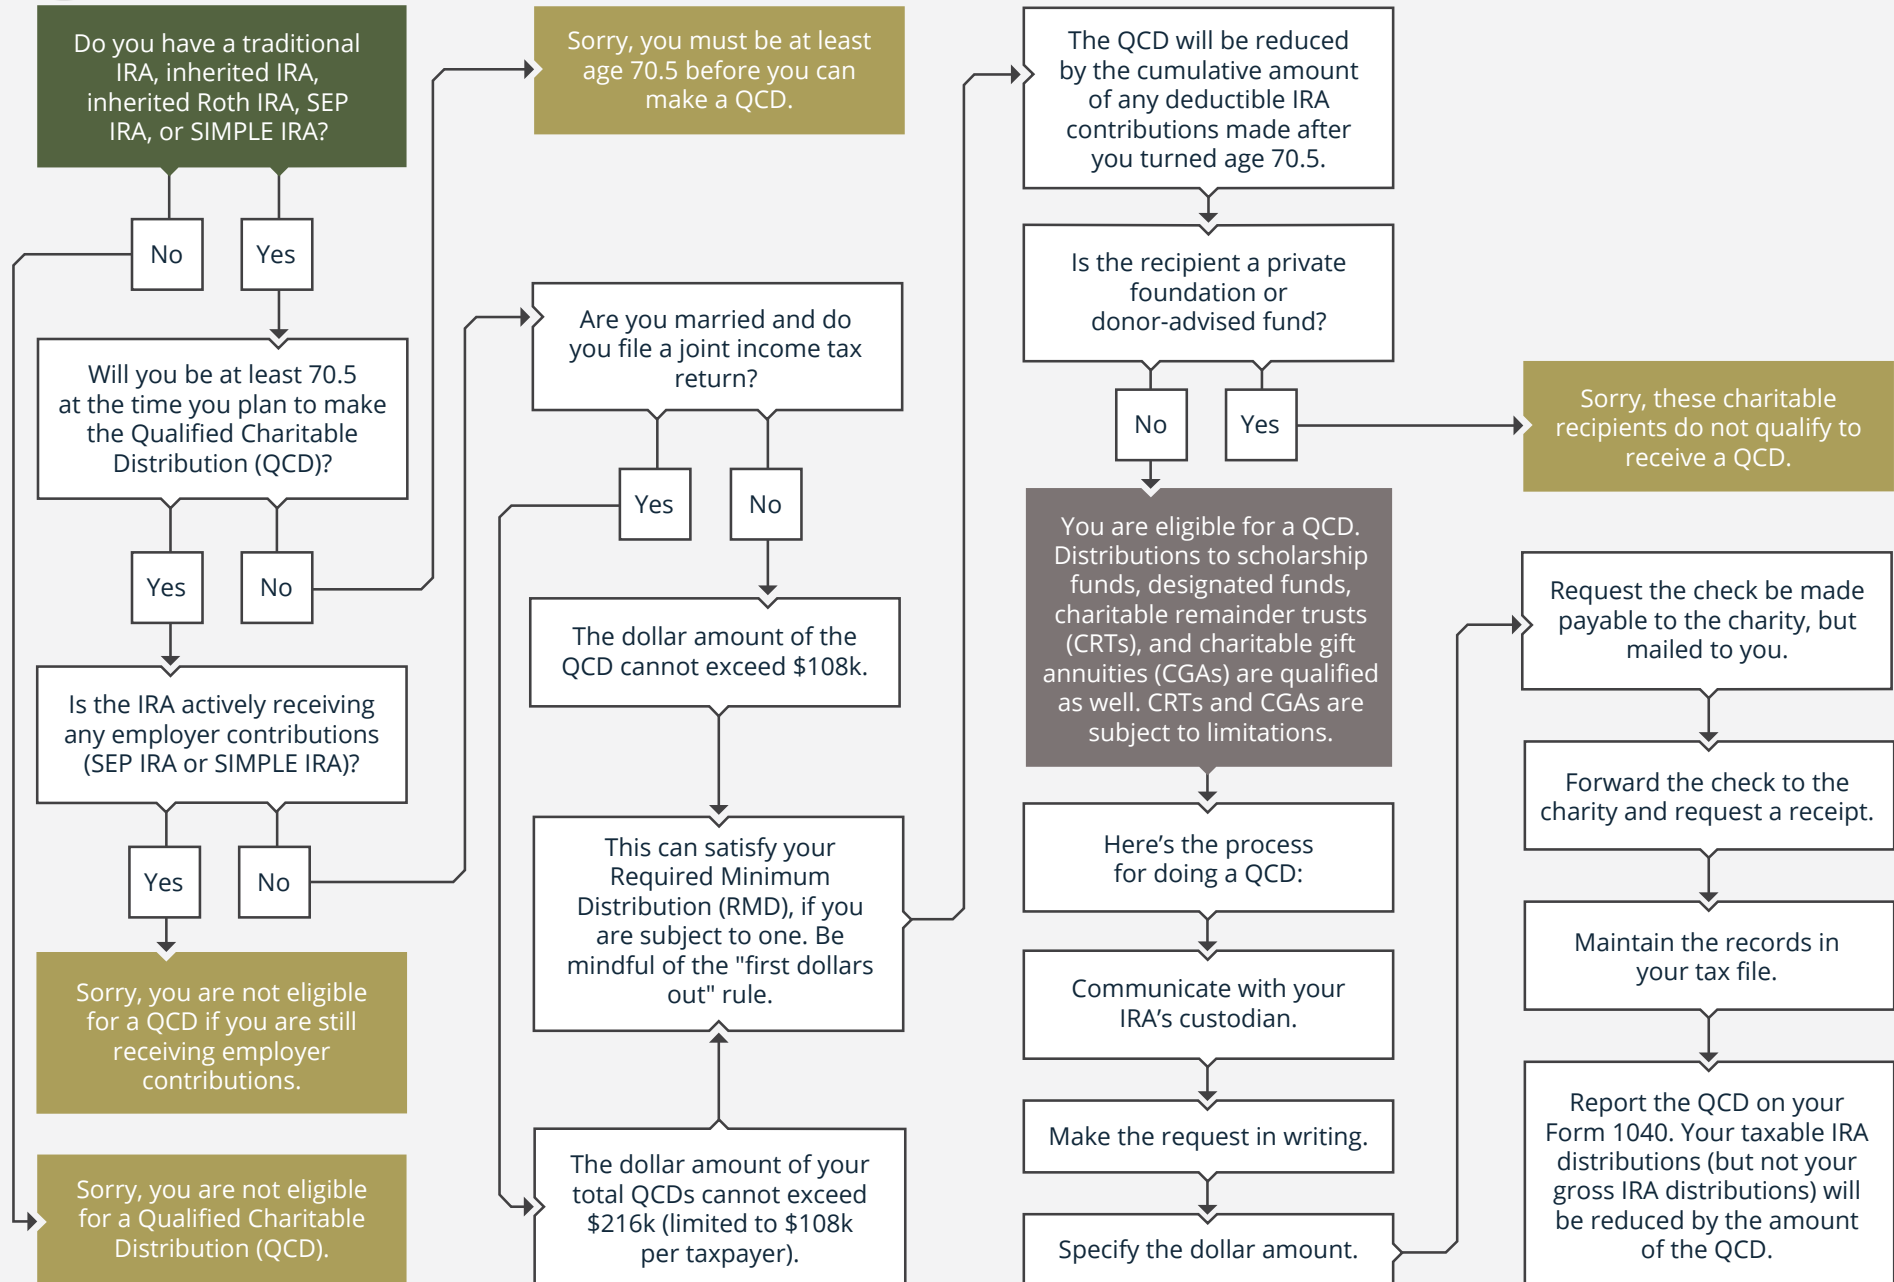 Do you have a traditional
IRA, inherited IRA,
inherited Roth IRA, SEP
IRA, or SIMPLE IRA?
No
Yes
Will you be at least 70.5
at the time you plan to make
the Qualified Charitable
Distribution (QCD)?
Yes
No
Is the IRA actively receiving
any employer contributions
(SEP IRA or SIMPLE IRA)?
Yes
No
Sorry, you are not eligible
for a QCD if you are still
receiving employer
contributions.
Sorry, you are not eligible
for a Qualified Charitable
Distribution (QCD).
Sorry, you must be at least
age 70.5 before you can
make a QCD.
Are you married and do
you file a joint income tax
return?
Yes
No
The dollar amount of the
QCD cannot exceed $108k.
This can satisfy your
Required Minimum
Distribution (RMD), if you
are subject to one. Be
mindful of the "first dollars
out" rule.
The dollar amount of your
total QCDs cannot exceed
$216k (limited to $108k
per taxpayer).
The QCD will be reduced
by the cumulative amount
of any deductible IRA
contributions made after
you turned age 70.5.
Is the recipient a private
foundation or
donor-advised fund?
No
Yes
Sorry, these charitable
recipients do not qualify to
receive a QCD.
You are eligible for a QCD.
Distributions to scholarship
funds, designated funds,
charitable remainder trusts
(CRTs), and charitable gift
annuities (CGAs) are qualified
as well. CRTs and CGAs are
subject to limitations.
Here’s the process
for doing a QCD:
Communicate with your
IRA’s custodian.
Make the request in writing.
Specify the dollar amount.
Request the check be made
payable to the charity, but
mailed to you.
Forward the check to the
charity and request a receipt.
Maintain the records in
your tax file.
Report the QCD on your
Form 1040. Your taxable IRA
distributions (but not your
gross IRA distributions) will
be reduced by the amount
of the QCD.